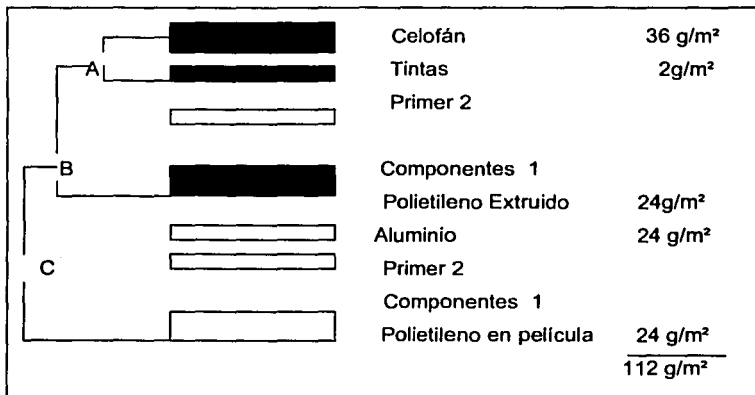 Celofán 36 g/m²
A Tintas 2g/m²
Primer 2
B Componentes 1
Polietileno Extruido 24g/m²
Aluminio 24 g/m²
C Primer 2
Componentes 1
Polietileno en película 24 g/m²
112 g/m²